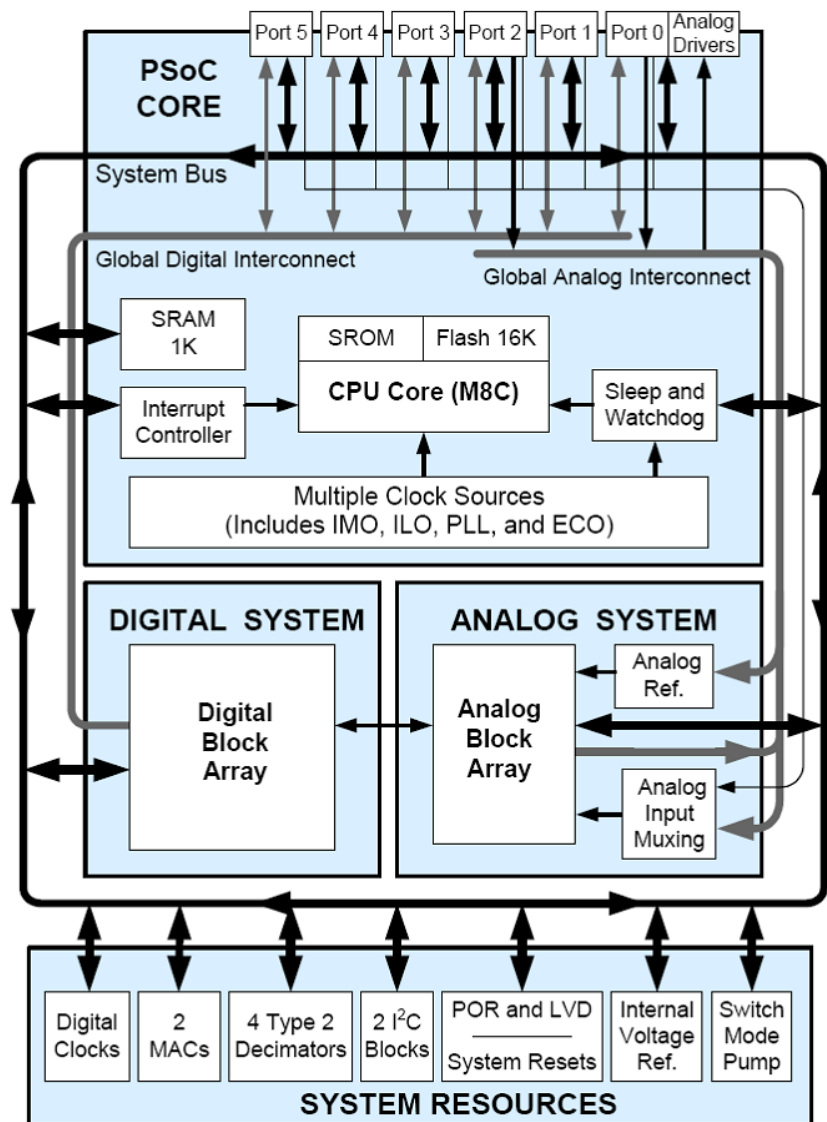 Port 5
Port 4
Port 3
Port 2
Port 1
Port 0
Analog
Drivers
PSoC
CORE
System Bus
Global Digital Interconnect
Global Analog Interconnect
SRAM
1K
SROM
Flash 16K
CPU Core (M8C)
Interrupt
Controller
Sleep and
Watchdog
Multiple Clock Sources
(Includes IMO, ILO, PLL, and ECO)
DIGITAL SYSTEM
Digital
Block
Array
ANALOG SYSTEM
Analog
Block
Array
Analog
Ref.
Analog
Input
Muxing
Digital
Clocks
2
MACs
4 Type 2
Decimators
2 I²C
Blocks
POR and LVD
System Resets
Internal
Voltage
Ref.
Switch
Mode
Pump
SYSTEM RESOURCES